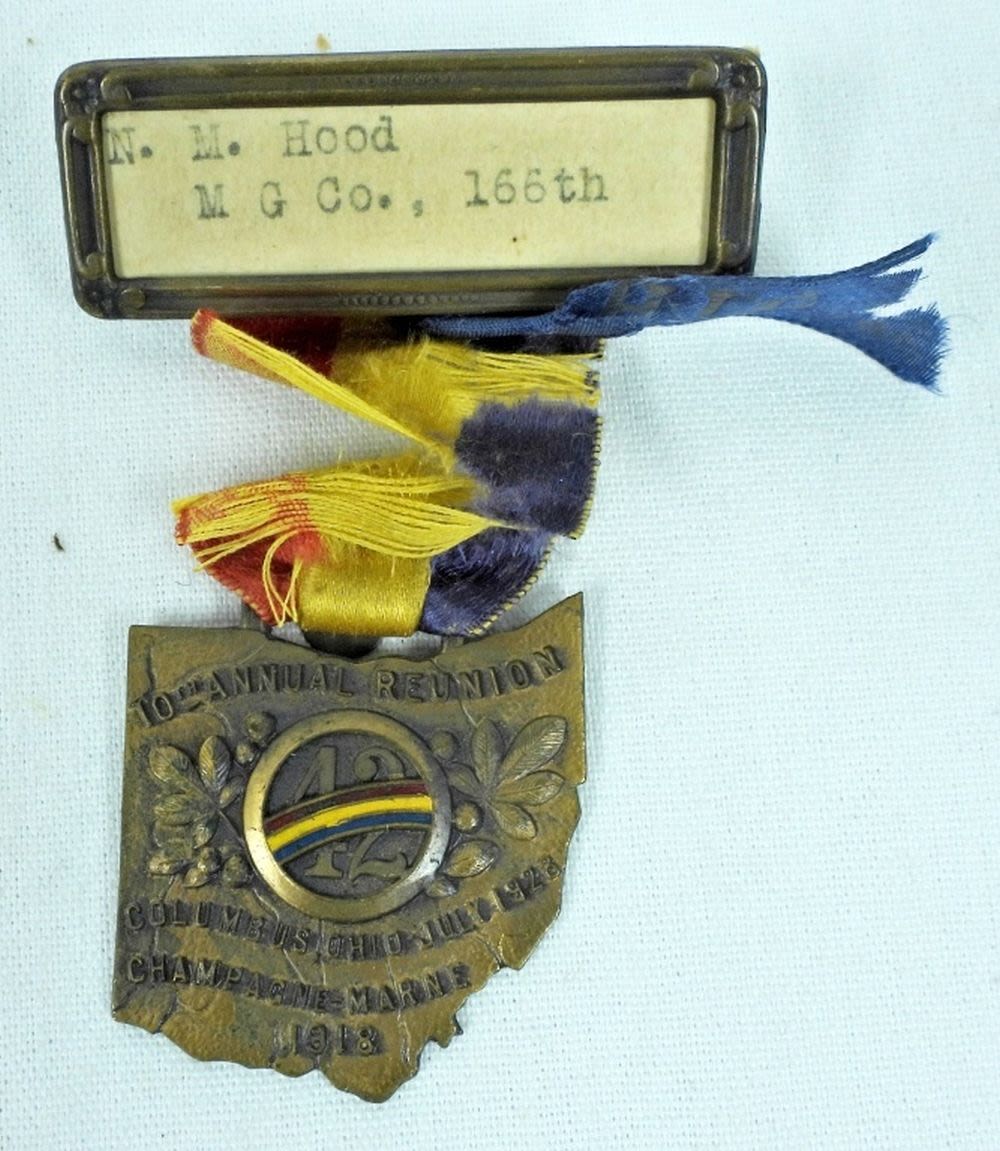 N. M. Hood
M G Co., 166th
10TH ANNUAL REUNION
42
COLUMBUS, OHIO JULY, 1928
CHAMPAGNE-MARNE
1918